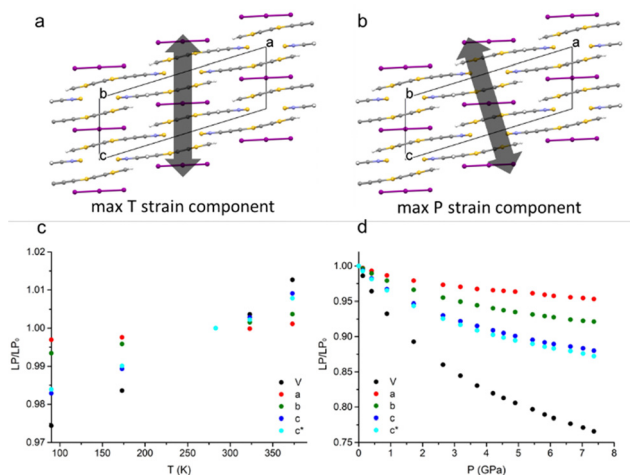 a
b
a
b
c
a
b
c
max T strain component
max P strain component
c
d
1.02
1.01
1.00
0.99
0.98
0.97
LP/LP₀
100 150 200 250 300 350 400
T (K)
V
a
b
c
c*
1.00
0.95
0.90
0.85
0.80
0.75
LP/LP₀
0 1 2 3 4 5 6 7 8
P (GPa)
V
a
b
c
c*